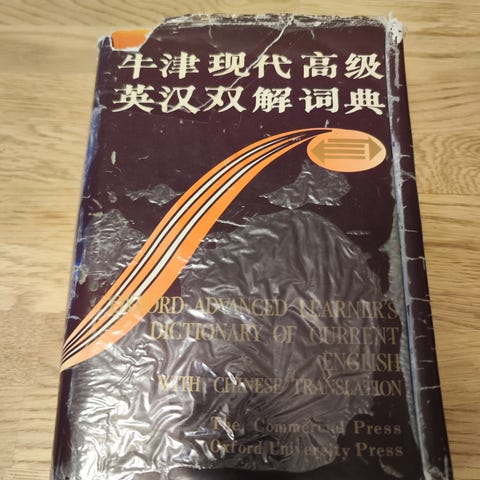 牛津现代高级
英汉双解词典
OXFORD ADVANCED LEARNER'S
DICTIONARY OF CURRENT
ENGLISH
WITH CHINESE TRANSLATION
The Commercial Press
Oxford University Press